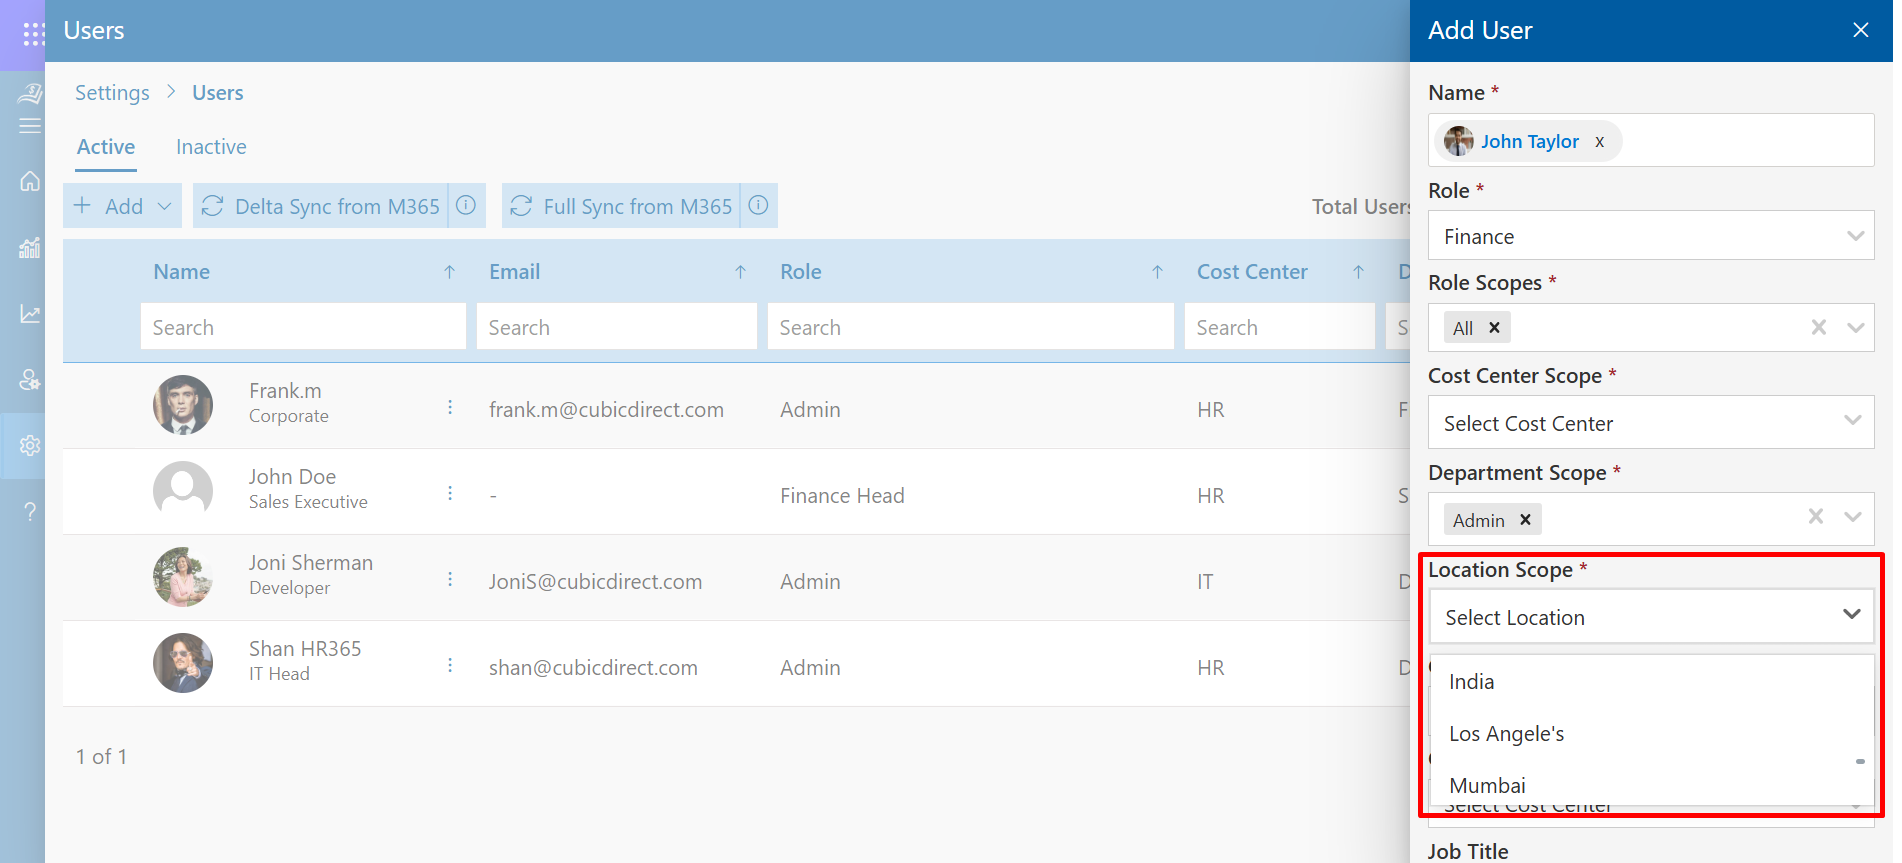 Users
Settings > Users
Active Inactive
+ Add Delta Sync from M365 Full Sync from M365 Total Users
Name Email Role Cost Center D
Search Search Search Search S
Frank.m
Corporate
frank.m@cubicdirect.com Admin HR F
John Doe
Sales Executive
- Finance Head HR S
Joni Sherman
Developer
JoniS@cubicdirect.com Admin IT D
Shan HR365
IT Head
shan@cubicdirect.com Admin HR D
1 of 1
?
Add User
Name *
John Taylor x
Role *
Finance
Role Scopes *
All ×
Cost Center Scope *
Select Cost Center
Department Scope *
Admin ×
Location Scope *
Select Location
India
Los Angele's
Mumbai
Select Cost Center
Job Title